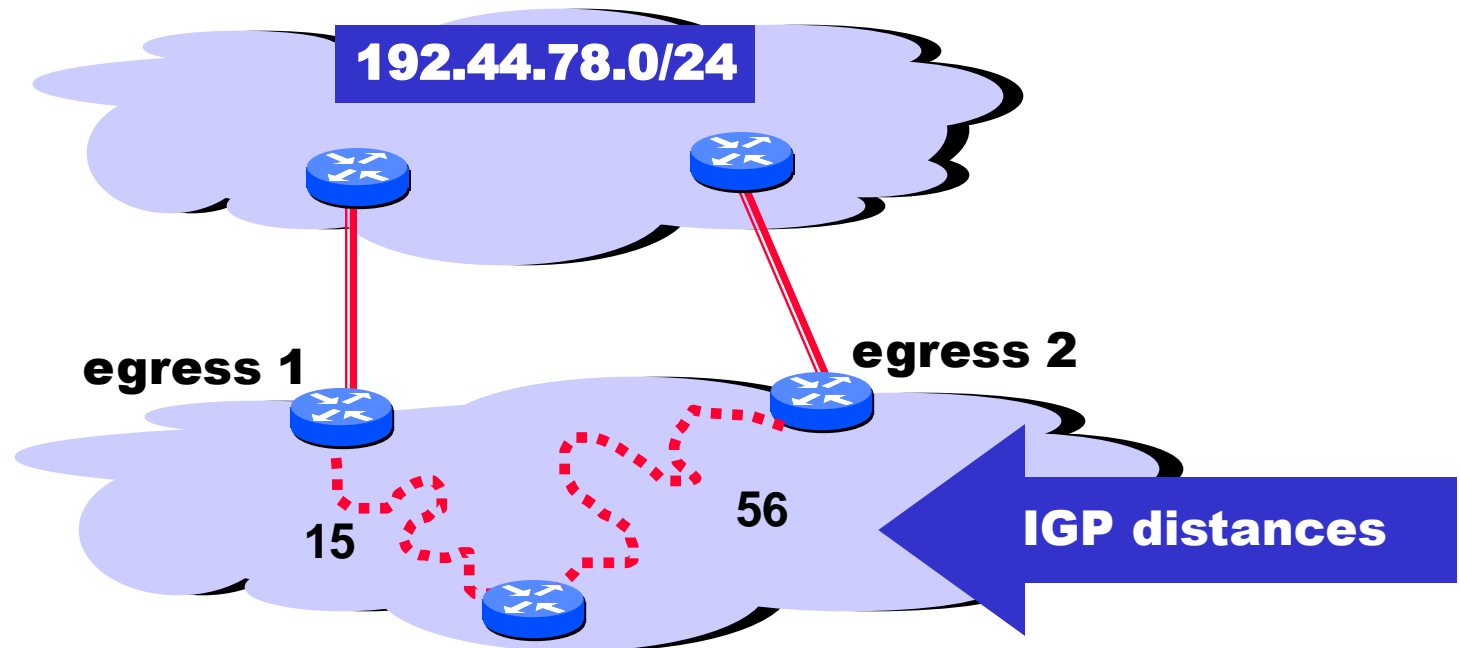 192.44.78.0/24
egress 1
egress 2
15
56
IGP distances